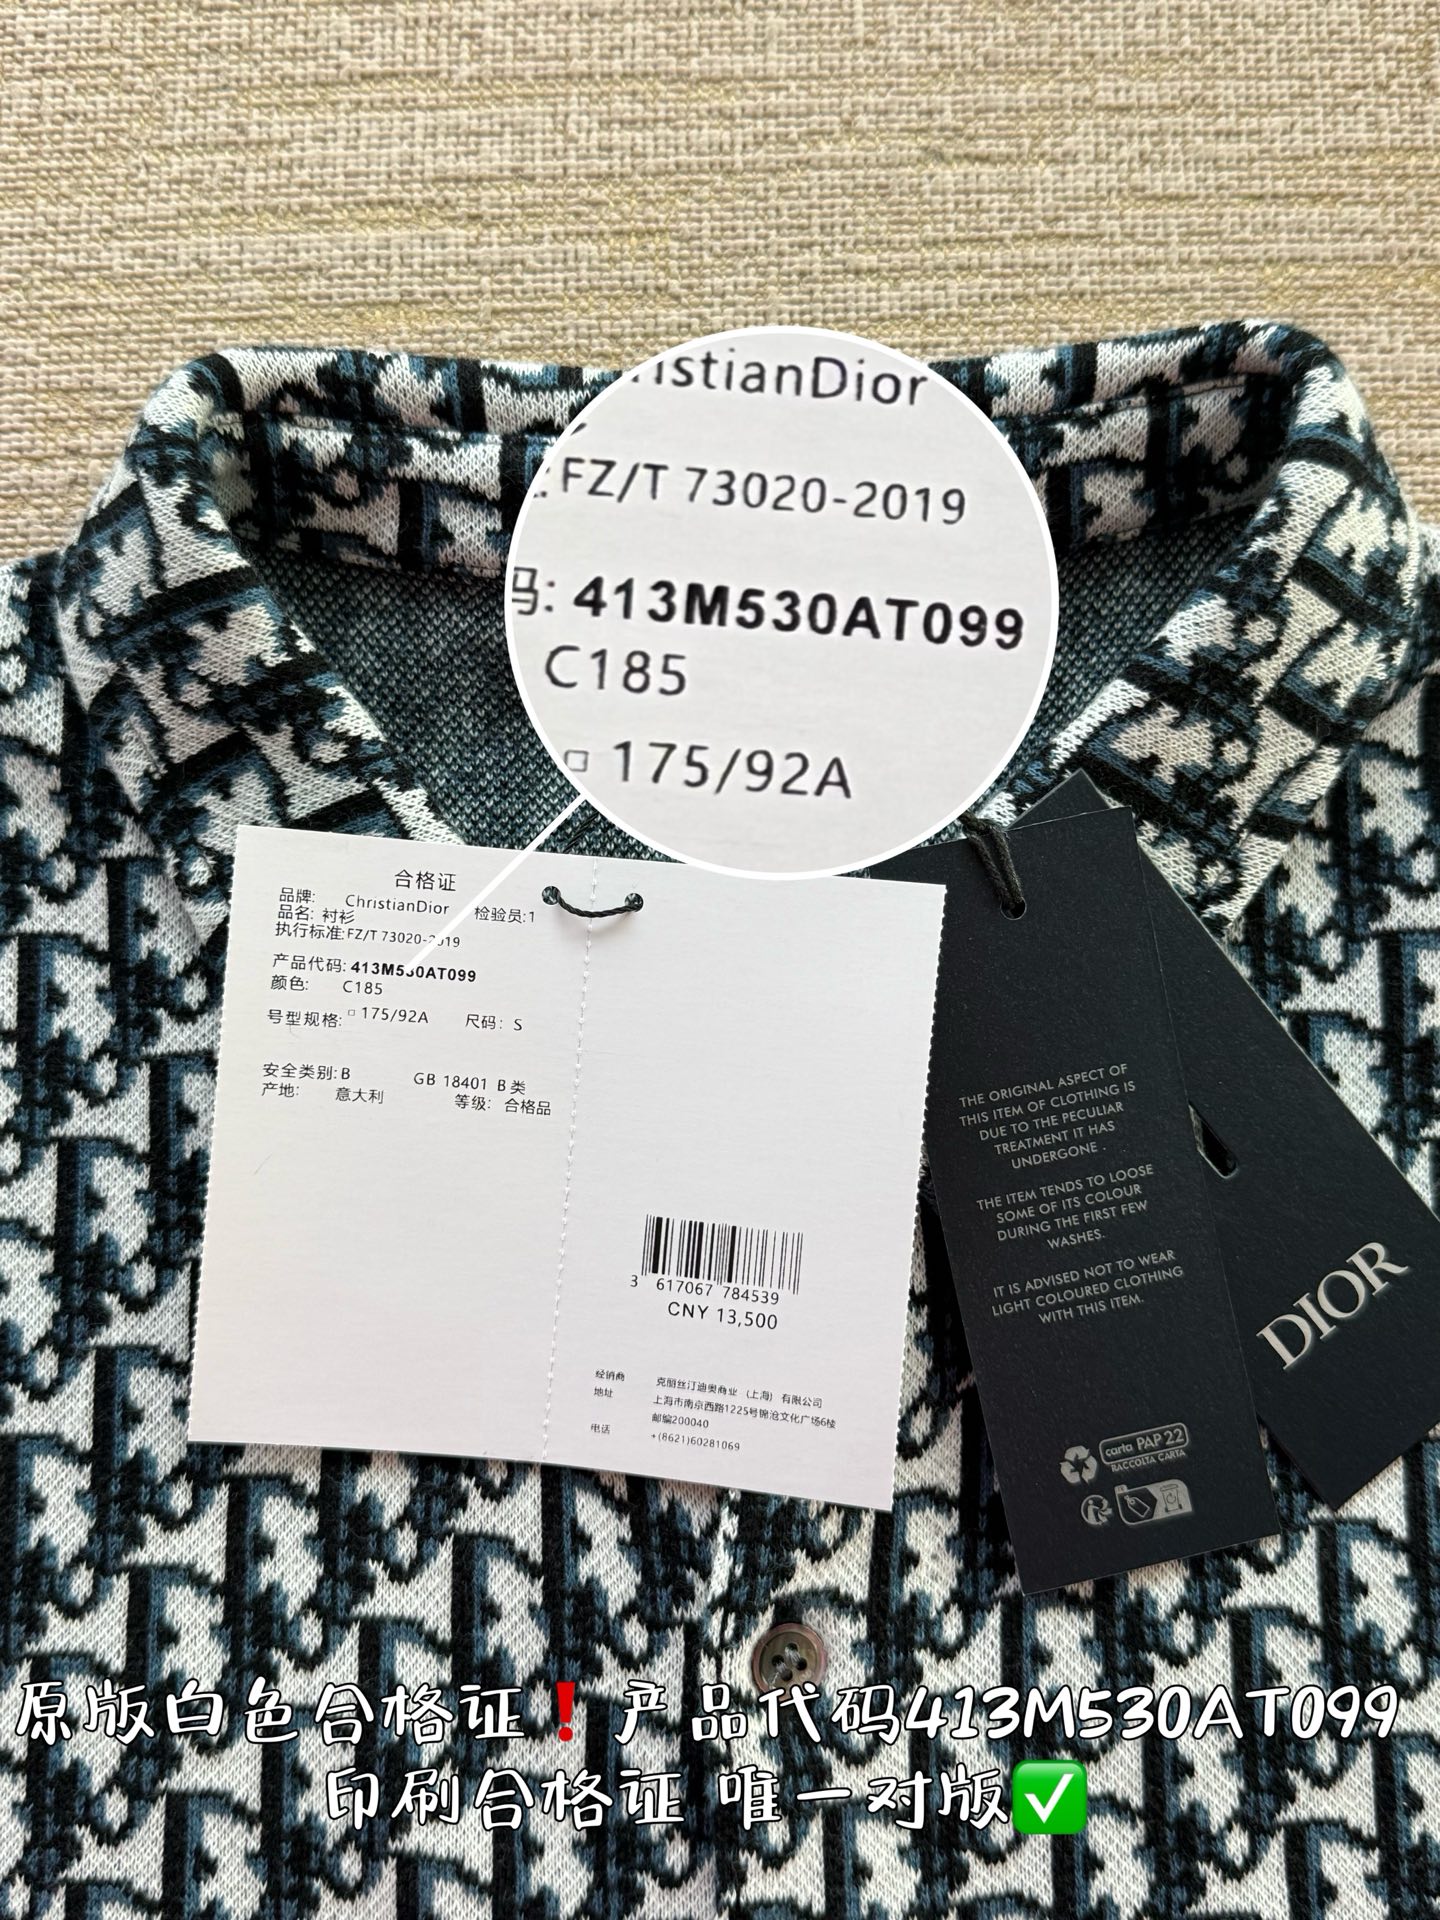 istianDior
FZ/T 73020-2019
码: 413M530AT099
C185
175/92A
合格证
品牌: ChristianDior 检验员:1
品名: 衬衫
执行标准:FZ/T 73020-2019
产品代码: 413M530AT099
颜色: C185
号型规格: 175/92A 尺码: S
安全类别:B GB 18401 B 类
产地: 意大利 等级: 合格品
3 617067 784539
CNY 13,500
经销商 克丽丝汀迪奥商业 (上海) 有限公司
地址 上海市南京西路1225号锦沧文化广场6楼
邮编200040
电话 +(8621)60281069
THE ORIGINAL ASPECT OF
THIS ITEM OF CLOTHING IS
DUE TO THE PECULIAR
TREATMENT IT HAS
UNDERGONE .
THE ITEM TENDS TO LOOSE
SOME OF ITS COLOUR
DURING THE FIRST FEW
WASHES.
IT IS ADVISED NOT TO WEAR
LIGHT COLOURED CLOTHING
WITH THIS ITEM.
carta PAP 22
RACCOLTA CARTA
DIOR
原版白色合格证❗产品代码413M530AT099
印刷合格证 唯一对版✅